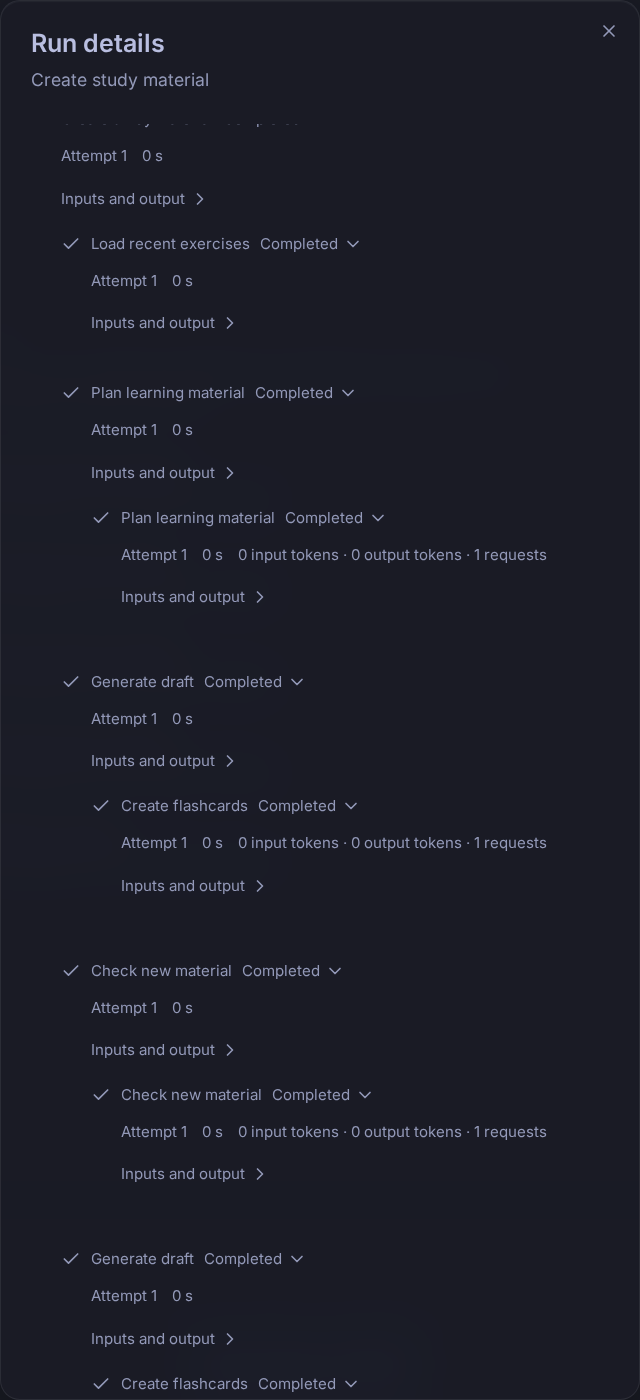 Run details
Create study material
Attempt 1 0 s
Inputs and output
Load recent exercises Completed
Attempt 1 0 s
Inputs and output
Plan learning material Completed
Attempt 1 0 s
Inputs and output
Plan learning material Completed
Attempt 1 0 s 0 input tokens · 0 output tokens · 1 requests
Inputs and output
Generate draft Completed
Attempt 1 0 s
Inputs and output
Create flashcards Completed
Attempt 1 0 s 0 input tokens · 0 output tokens · 1 requests
Inputs and output
Check new material Completed
Attempt 1 0 s
Inputs and output
Check new material Completed
Attempt 1 0 s 0 input tokens · 0 output tokens · 1 requests
Inputs and output
Generate draft Completed
Attempt 1 0 s
Inputs and output
Create flashcards Completed